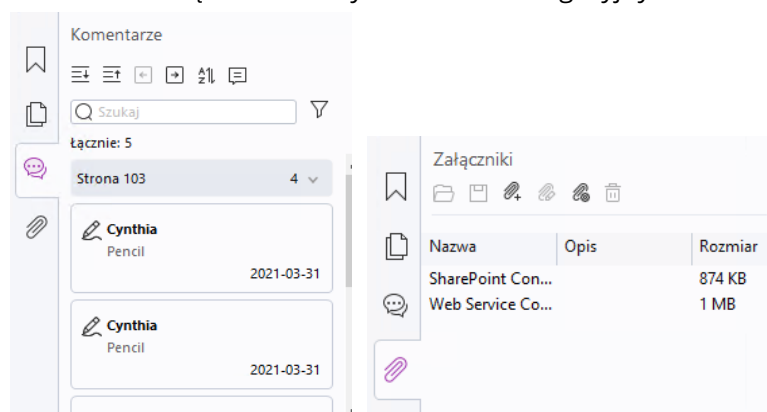 Komentarze
Szukaj
Łącznie: 5
Strona 103 4
Cynthia
Pencil
2021-03-31
Cynthia
Pencil
2021-03-31
Załączniki
Nazwa Opis Rozmiar
SharePoint Con... 874 KB
Web Service Co... 1 MB